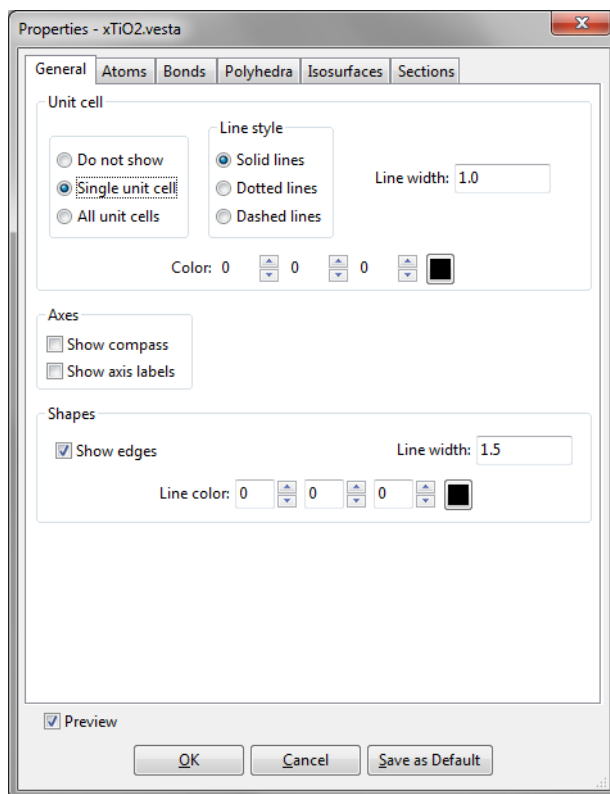 Properties - xTiO2.vesta
General Atoms Bonds Polyhedra Isosurfaces Sections
Unit cell
Line style
Do not show
Single unit cell
All unit cells
Solid lines
Dotted lines
Dashed lines
Line width: 1.0
Color: 0 0 0
Axes
Show compass
Show axis labels
Shapes
Show edges
Line width: 1.5
Line color: 0 0 0
Preview
OK Cancel Save as Default